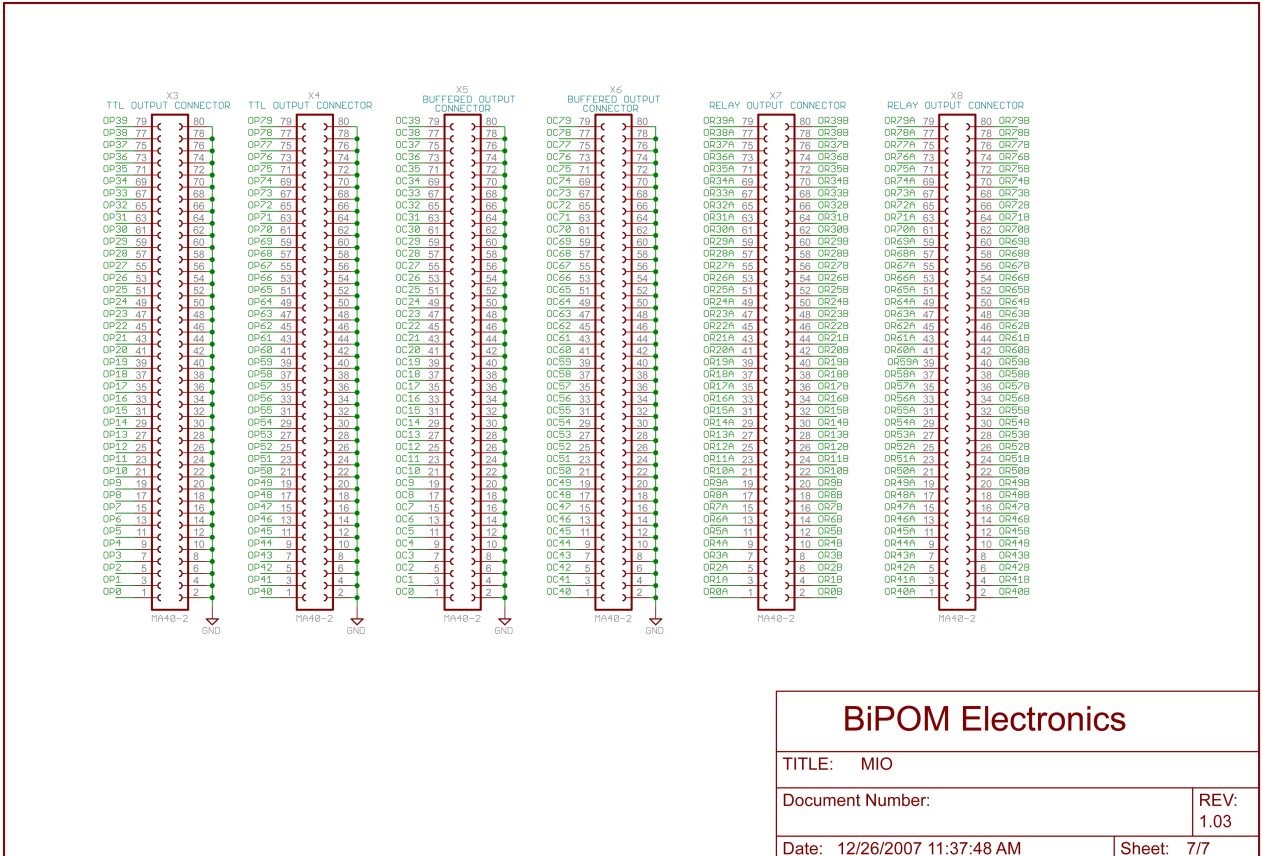 X3
TTL OUTPUT CONNECTOR
OP39 79 80
OP38 77 78
OP37 75 76
OP36 73 74
OP35 71 72
OP34 69 70
OP33 67 68
OP32 65 66
OP31 63 64
OP30 61 62
OP29 59 60
OP28 57 58
OP27 55 56
OP26 53 54
OP25 51 52
OP24 49 50
OP23 47 48
OP22 45 46
OP21 43 44
OP20 41 42
OP19 39 40
OP18 37 38
OP17 35 36
OP16 33 34
OP15 31 32
OP14 29 30
OP13 27 28
OP12 25 26
OP11 23 24
OP10 21 22
OP9 19 20
OP8 17 18
OP7 15 16
OP6 13 14
OP5 11 12
OP4 9 10
OP3 7 8
OP2 5 6
OP1 3 4
OP0 1 2
MA40-2
GND
X4
TTL OUTPUT CONNECTOR
OP79 79 80
OP78 77 78
OP77 75 76
OP76 73 74
OP75 71 72
OP74 69 70
OP73 67 68
OP72 65 66
OP71 63 64
OP70 61 62
OP69 59 60
OP68 57 58
OP67 55 56
OP66 53 54
OP65 51 52
OP64 49 50
OP63 47 48
OP62 45 46
OP61 43 44
OP60 41 42
OP59 39 40
OP58 37 38
OP57 35 36
OP56 33 34
OP55 31 32
OP54 29 30
OP53 27 28
OP52 25 26
OP51 23 24
OP50 21 22
OP49 19 20
OP48 17 18
OP47 15 16
OP46 13 14
OP45 11 12
OP44 9 10
OP43 7 8
OP42 5 6
OP41 3 4
OP40 1 2
MA40-2
GND
X5
BUFFERED OUTPUT
CONNECTOR
OC39 79 80
OC38 77 78
OC37 75 76
OC36 73 74
OC35 71 72
OC34 69 70
OC33 67 68
OC32 65 66
OC31 63 64
OC30 61 62
OC29 59 60
OC28 57 58
OC27 55 56
OC26 53 54
OC25 51 52
OC24 49 50
OC23 47 48
OC22 45 46
OC21 43 44
OC20 41 42
OC19 39 40
OC18 37 38
OC17 35 36
OC16 33 34
OC15 31 32
OC14 29 30
OC13 27 28
OC12 25 26
OC11 23 24
OC10 21 22
OC9 19 20
OC8 17 18
OC7 15 16
OC6 13 14
OC5 11 12
OC4 9 10
OC3 7 8
OC2 5 6
OC1 3 4
OC0 1 2
MA40-2
GND
X6
BUFFERED OUTPUT
CONNECTOR
OC79 79 80
OC78 77 78
OC77 75 76
OC76 73 74
OC75 71 72
OC74 69 70
OC73 67 68
OC72 65 66
OC71 63 64
OC70 61 62
OC69 59 60
OC68 57 58
OC67 55 56
OC66 53 54
OC65 51 52
OC64 49 50
OC63 47 48
OC62 45 46
OC61 43 44
OC60 41 42
OC59 39 40
OC58 37 38
OC57 35 36
OC56 33 34
OC55 31 32
OC54 29 30
OC53 27 28
OC52 25 26
OC51 23 24
OC50 21 22
OC49 19 20
OC48 17 18
OC47 15 16
OC46 13 14
OC45 11 12
OC44 9 10
OC43 7 8
OC42 5 6
OC41 3 4
OC40 1 2
MA40-2
GND
X7
RELAY OUTPUT CONNECTOR
OR39A 79 80 OR39B
OR38A 77 78 OR38B
OR37A 75 76 OR37B
OR36A 73 74 OR36B
OR35A 71 72 OR35B
OR34A 69 70 OR34B
OR33A 67 68 OR33B
OR32A 65 66 OR32B
OR31A 63 64 OR31B
OR30A 61 62 OR30B
OR29A 59 60 OR29B
OR28A 57 58 OR28B
OR27A 55 56 OR27B
OR26A 53 54 OR26B
OR25A 51 52 OR25B
OR24A 49 50 OR24B
OR23A 47 48 OR23B
OR22A 45 46 OR22B
OR21A 43 44 OR21B
OR20A 41 42 OR20B
OR19A 39 40 OR19B
OR18A 37 38 OR18B
OR17A 35 36 OR17B
OR16A 33 34 OR16B
OR15A 31 32 OR15B
OR14A 29 30 OR14B
OR13A 27 28 OR13B
OR12A 25 26 OR12B
OR11A 23 24 OR11B
OR10A 21 22 OR10B
OR9A 19 20 OR9B
OR8A 17 18 OR8B
OR7A 15 16 OR7B
OR6A 13 14 OR6B
OR5A 11 12 OR5B
OR4A 9 10 OR4B
OR3A 7 8 OR3B
OR2A 5 6 OR2B
OR1A 3 4 OR1B
OR0A 1 2 OR0B
MA40-2
X8
RELAY OUTPUT CONNECTOR
OR79A 79 80 OR79B
OR78A 77 78 OR78B
OR77A 75 76 OR77B
OR76A 73 74 OR76B
OR75A 71 72 OR75B
OR74A 69 70 OR74B
OR73A 67 68 OR73B
OR72A 65 66 OR72B
OR71A 63 64 OR71B
OR70A 61 62 OR70B
OR69A 59 60 OR69B
OR68A 57 58 OR68B
OR67A 55 56 OR67B
OR66A 53 54 OR66B
OR65A 51 52 OR65B
OR64A 49 50 OR64B
OR63A 47 48 OR63B
OR62A 45 46 OR62B
OR61A 43 44 OR61B
OR60A 41 42 OR60B
OR59A 39 40 OR59B
OR58A 37 38 OR58B
OR57A 35 36 OR57B
OR56A 33 34 OR56B
OR55A 31 32 OR55B
OR54A 29 30 OR54B
OR53A 27 28 OR53B
OR52A 25 26 OR52B
OR51A 23 24 OR51B
OR50A 21 22 OR50B
OR49A 19 20 OR49B
OR48A 17 18 OR48B
OR47A 15 16 OR47B
OR46A 13 14 OR46B
OR45A 11 12 OR45B
OR44A 9 10 OR44B
OR43A 7 8 OR43B
OR42A 5 6 OR42B
OR41A 3 4 OR41B
OR40A 1 2 OR40B
MA40-2
BiPOM Electronics
TITLE: MIO
Document Number:
REV:
1.03
Date: 12/26/2007 11:37:48 AM
Sheet: 7/7